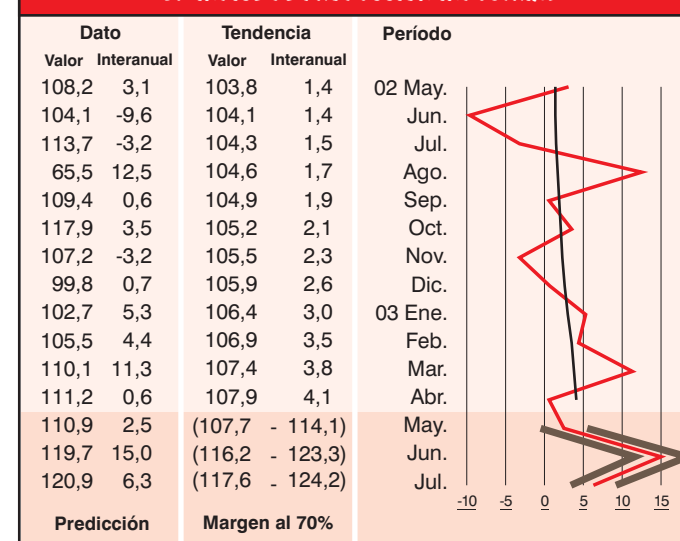 Dato Tendencia Período
Valor Interanual Valor Interanual
108,2 3,1 103,8 1,4 02 May.
104,1 -9,6 104,1 1,4 Jun.
113,7 -3,2 104,3 1,5 Jul.
65,5 12,5 104,6 1,7 Ago.
109,4 0,6 104,9 1,9 Sep.
117,9 3,5 105,2 2,1 Oct.
107,2 -3,2 105,5 2,3 Nov.
99,8 0,7 105,9 2,6 Dic.
102,7 5,3 106,4 3,0 03 Ene.
105,5 4,4 106,9 3,5 Feb.
110,1 11,3 107,4 3,8 Mar.
111,2 0,6 107,9 4,1 Abr.
110,9 2,5 (107,7 - 114,1) May.
119,7 15,0 (116,2 - 123,3) Jun.
120,9 6,3 (117,6 - 124,2) Jul.
-10 -5 0 5 10 15
Predicción Margen al 70%